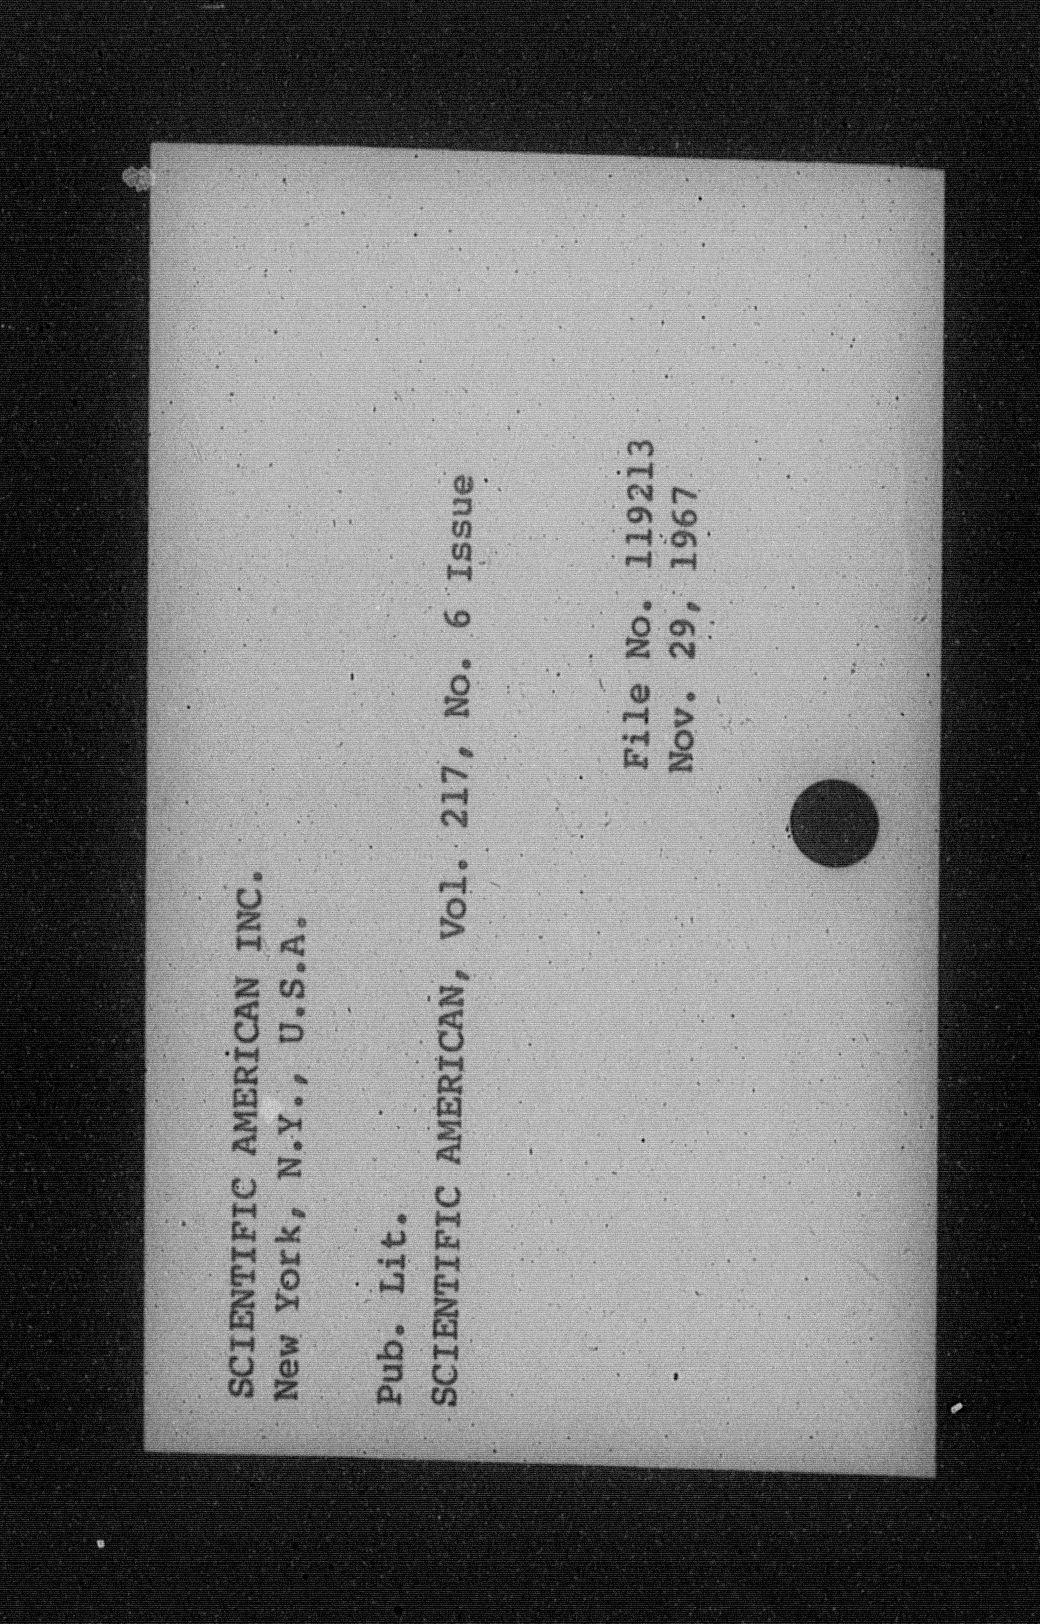 SCIENTIFIC AMERICAN INC.
New York, N.Y., U.S.A.
Pub. Lit.
SCIENTIFIC AMERICAN, Vol. 217, No. 6 Issue
File No. 119213
Nov. 29, 1967